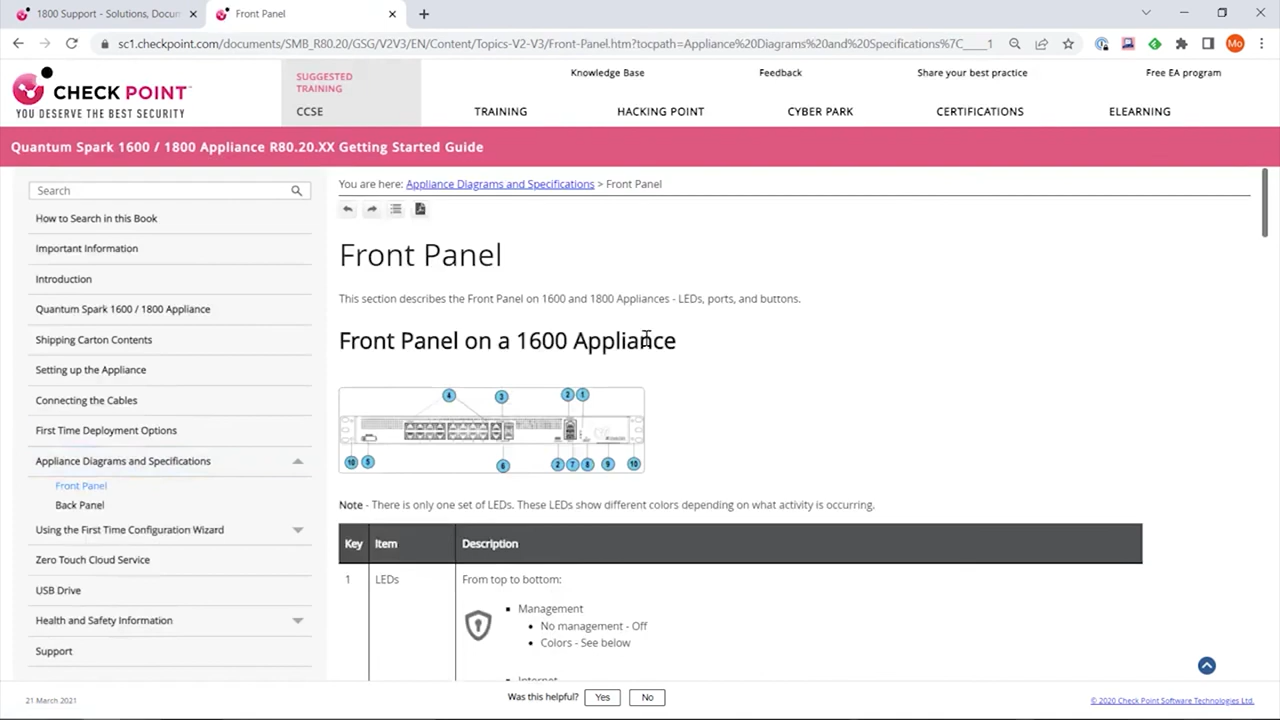 1800 Support - Solutions, Docum
Front Panel
sc1.checkpoint.com/documents/SMB_R80.20/GSG/V2V3/EN/Content/Topics-V2-V3/Front-Panel.htm?tocpath=Appliance%20Diagrams%20and%20Specifications%7C____1
Mo
CHECK POINT
YOU DESERVE THE BEST SECURITY
SUGGESTED
TRAINING
CCSE
Knowledge Base
Feedback
Share your best practice
Free EA program
TRAINING
HACKING POINT
CYBER PARK
CERTIFICATIONS
ELEARNING
Quantum Spark 1600 / 1800 Appliance R80.20.XX Getting Started Guide
Search
How to Search in this Book
Important Information
Introduction
Quantum Spark 1600 / 1800 Appliance
Shipping Carton Contents
Setting up the Appliance
Connecting the Cables
First Time Deployment Options
Appliance Diagrams and Specifications
Front Panel
Back Panel
Using the First Time Configuration Wizard
Zero Touch Cloud Service
USB Drive
Health and Safety Information
Support
You are here: Appliance Diagrams and Specifications > Front Panel
Front Panel
This section describes the Front Panel on 1600 and 1800 Appliances - LEDs, ports, and buttons.
Front Panel on a 1600 Appliance
4 3 2 1
10 5 6 2 7 8 9 10
Note - There is only one set of LEDs. These LEDs show different colors depending on what activity is occurring.
Key Item Description
1 LEDs From top to bottom:
Management
No management - Off
Colors - See below
Internet
21 March 2021
Was this helpful? Yes No
© 2020 Check Point Software Technologies Ltd.